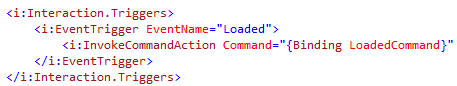 <i:Interaction.Triggers>
<i:EventTrigger EventName="Loaded">
<i:InvokeCommandAction Command="{Binding LoadedCommand}"
</i:EventTrigger>
</i:Interaction.Triggers>